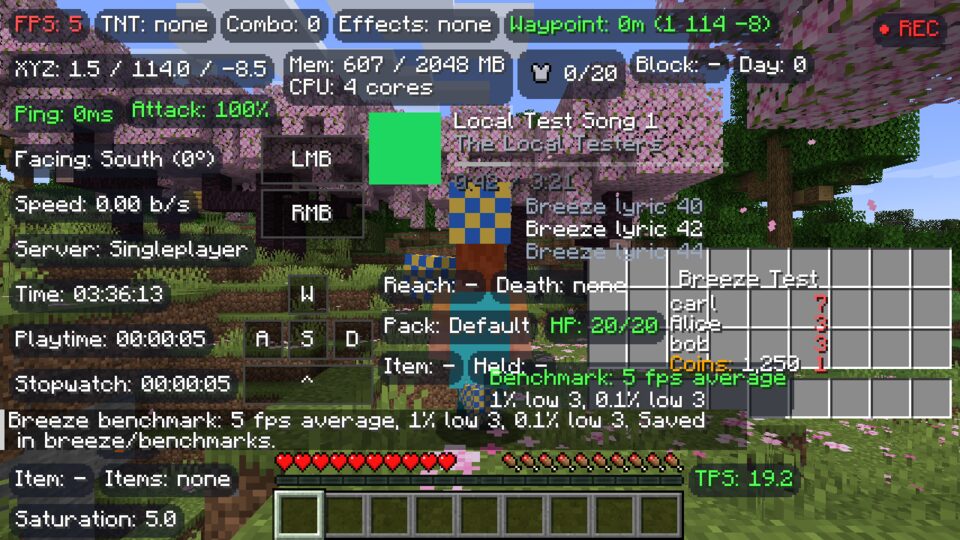 FPS: 5 TNT: none Combo: 0 Effects: none Waypoint: 0m (1 114 -8) REC
XYZ: 1.5 / 114.0 / -8.5
Mem: 607 / 2048 MB
CPU: 4 cores
0/20
Block: - Day: 0
Ping: 0ms Attack: 100%
Local Test Song 1
The Local Testers
0:42 / 3:21
Facing: South (0°)
LMB
Speed: 0.00 b/s
RMB
Breeze lyric 40
Breeze lyric 42
Breeze lyric 44
Server: Singleplayer
Breeze Test
carl 7
Alice 3
bob 3
Coins: 1,250 1
Reach: - Death: none
Time: 03:36:13
W
Pack: Default HP: 20/20
Playtime: 00:00:05
A S D
Item: - Held: -
Stopwatch: 00:00:05
^
Benchmark: 5 fps average
1% low 3, 0.1% low 3
Breeze benchmark: 5 fps average, 1% low 3, 0.1% low 3, Saved
in breeze/benchmarks.
Item: - Items: none
TPS: 19.2
Saturation: 5.0